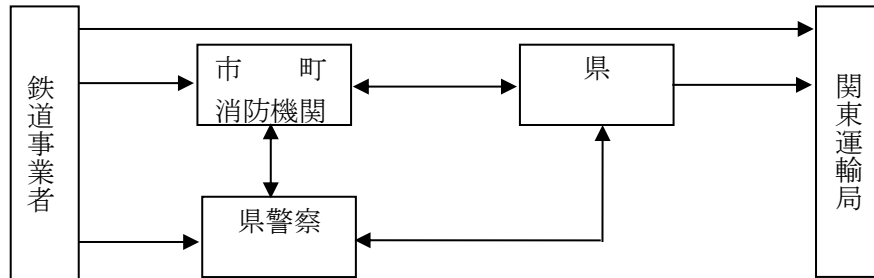 鉄道事業者
市　　町
消防機関
県
県警察
関東運輸局